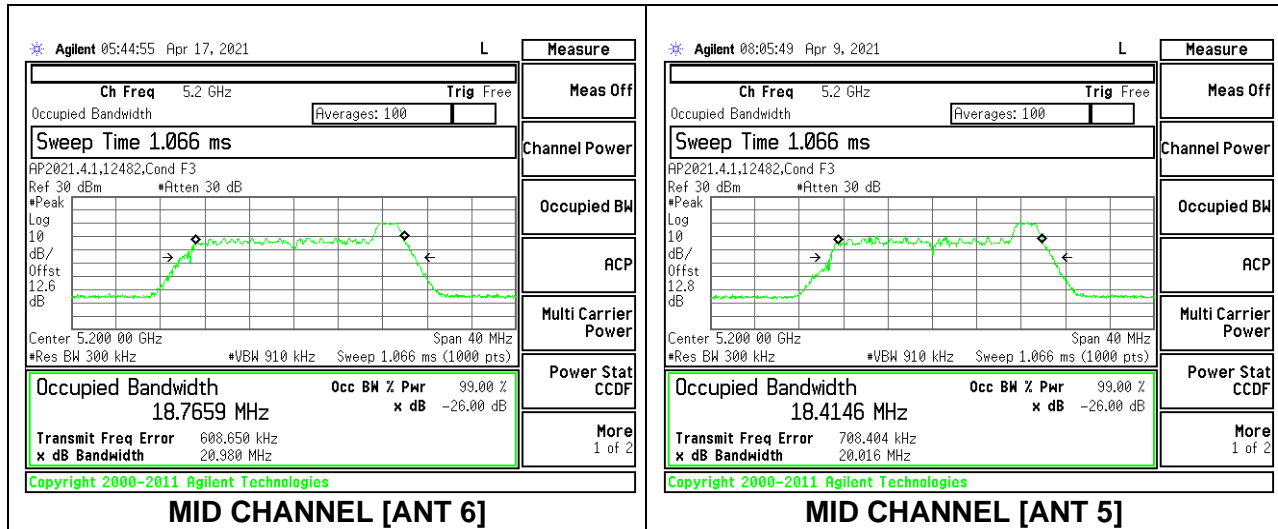 Agilent 05:44:55 Apr 17, 2021 L
Measure
Ch Freq 5.2 GHz Trig Free
Occupied Bandwidth Averages: 100
Sweep Time 1.066 ms
AP2021.4.1,12482,Cond F3
Ref 30 dBm #Atten 30 dB
#Peak
Log
10
dB/
Offst
12.6
dB
Center 5.200 00 GHz Span 40 MHz
#Res BW 300 kHz #VBW 910 kHz Sweep 1.066 ms (1000 pts)
Occupied Bandwidth Occ BW % Pwr 99.00 %
18.7659 MHz x dB -26.00 dB
Transmit Freq Error 608.650 kHz
x dB Bandwidth 20.980 MHz
Copyright 2000-2011 Agilent Technologies
Meas Off
Channel Power
Occupied BW
ACP
Multi Carrier
Power
Power Stat
CCDF
More
1 of 2
MID CHANNEL [ANT 6]
Agilent 08:05:49 Apr 9, 2021 L
Measure
Ch Freq 5.2 GHz Trig Free
Occupied Bandwidth Averages: 100
Sweep Time 1.066 ms
AP2021.4.1,12482,Cond F3
Ref 30 dBm #Atten 30 dB
#Peak
Log
10
dB/
Offst
12.8
dB
Center 5.200 00 GHz Span 40 MHz
#Res BW 300 kHz #VBW 910 kHz Sweep 1.066 ms (1000 pts)
Occupied Bandwidth Occ BW % Pwr 99.00 %
18.4146 MHz x dB -26.00 dB
Transmit Freq Error 708.404 kHz
x dB Bandwidth 20.016 MHz
Copyright 2000-2011 Agilent Technologies
Meas Off
Channel Power
Occupied BW
ACP
Multi Carrier
Power
Power Stat
CCDF
More
1 of 2
MID CHANNEL [ANT 5]